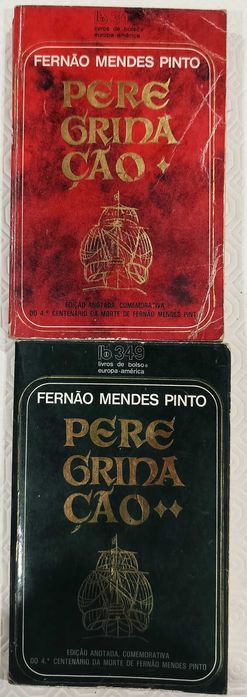 lb 349
livros de bolso
europa-américa
FERNÃO MENDES PINTO
PERE
GRINA
ÇÃO
EDIÇÃO ANOTADA, COMEMORATIVA
DO 4.º CENTENÁRIO DA MORTE DE FERNÃO MENDES PINTO
lb 349
livros de bolso
europa-américa
FERNÃO MENDES PINTO
PERE
GRINA
ÇÃO
EDIÇÃO ANOTADA, COMEMORATIVA
DO 4.º CENTENÁRIO DA MORTE DE FERNÃO MENDES PINTO